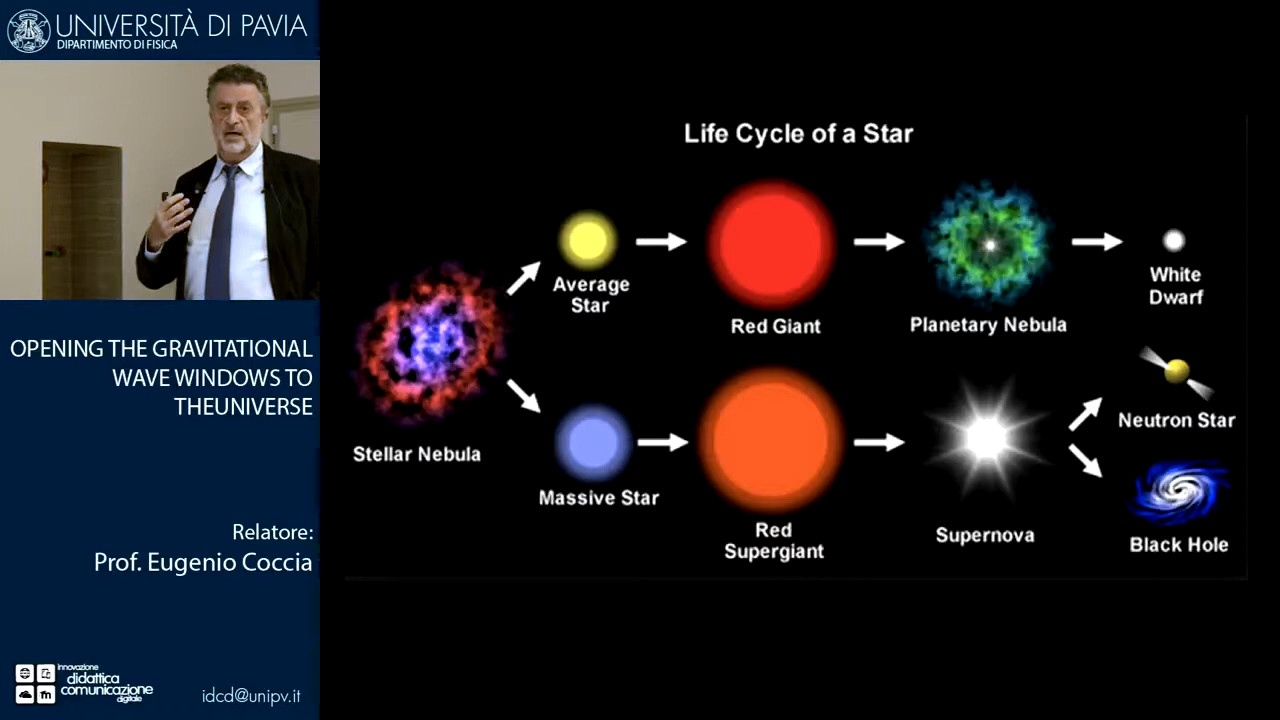 UNIVERSITÀ DI PAVIA
DIPARTIMENTO DI FISICA
OPENING THE GRAVITATIONAL
WAVE WINDOWS TO
THEUNIVERSE
Relatore:
Prof. Eugenio Coccia
innovazione
didattica
comunicazione
digitale
idcd@unipv.it
Life Cycle of a Star
Stellar Nebula
Average
Star
Red Giant
Planetary Nebula
White
Dwarf
Massive Star
Red
Supergiant
Supernova
Neutron Star
Black Hole